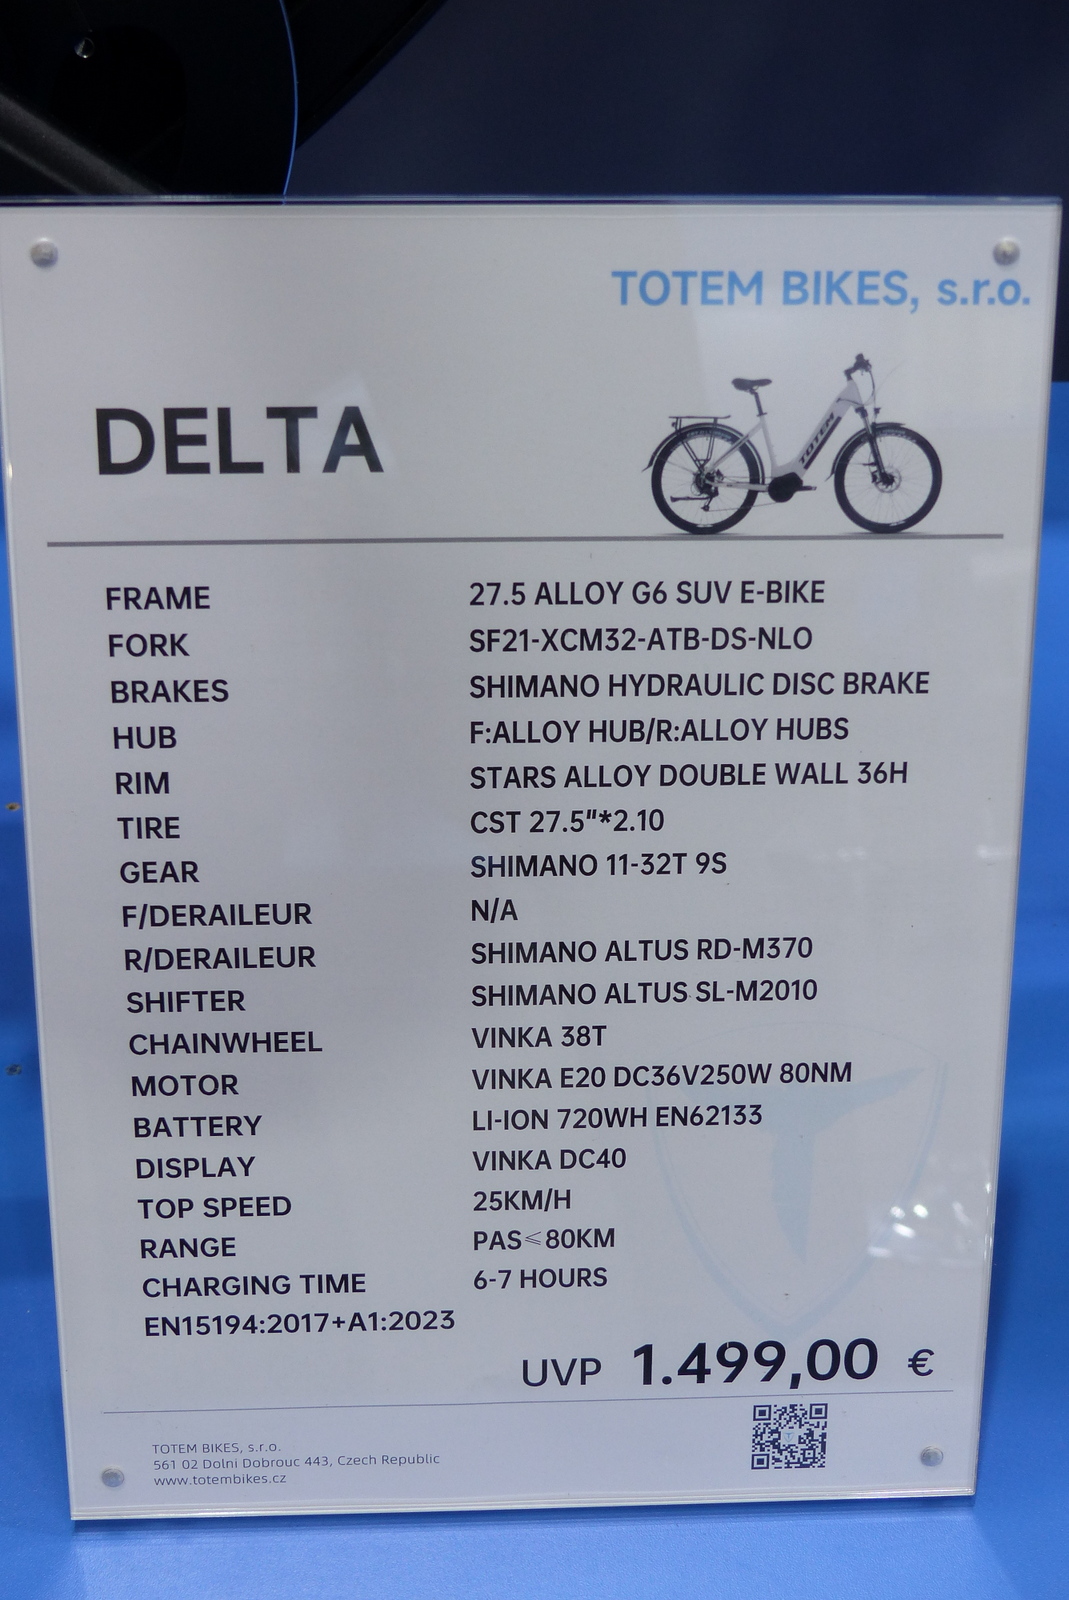 TOTEM BIKES, s.r.o.
DELTA
TOTEM
FRAME 27.5 ALLOY G6 SUV E-BIKE
FORK SF21-XCM32-ATB-DS-NLO
BRAKES SHIMANO HYDRAULIC DISC BRAKE
HUB F:ALLOY HUB/R:ALLOY HUBS
RIM STARS ALLOY DOUBLE WALL 36H
TIRE CST 27.5"*2.10
GEAR SHIMANO 11-32T 9S
F/DERAILEUR N/A
R/DERAILEUR SHIMANO ALTUS RD-M370
SHIFTER SHIMANO ALTUS SL-M2010
CHAINWHEEL VINKA 38T
MOTOR VINKA E20 DC36V250W 80NM
BATTERY LI-ION 720WH EN62133
DISPLAY VINKA DC40
TOP SPEED 25KM/H
RANGE PAS≤80KM
CHARGING TIME 6-7 HOURS
EN15194:2017+A1:2023
UVP 1.499,00 €
TOTEM BIKES, s.r.o.
561 02 Dolni Dobrouc 443, Czech Republic
www.totembikes.cz